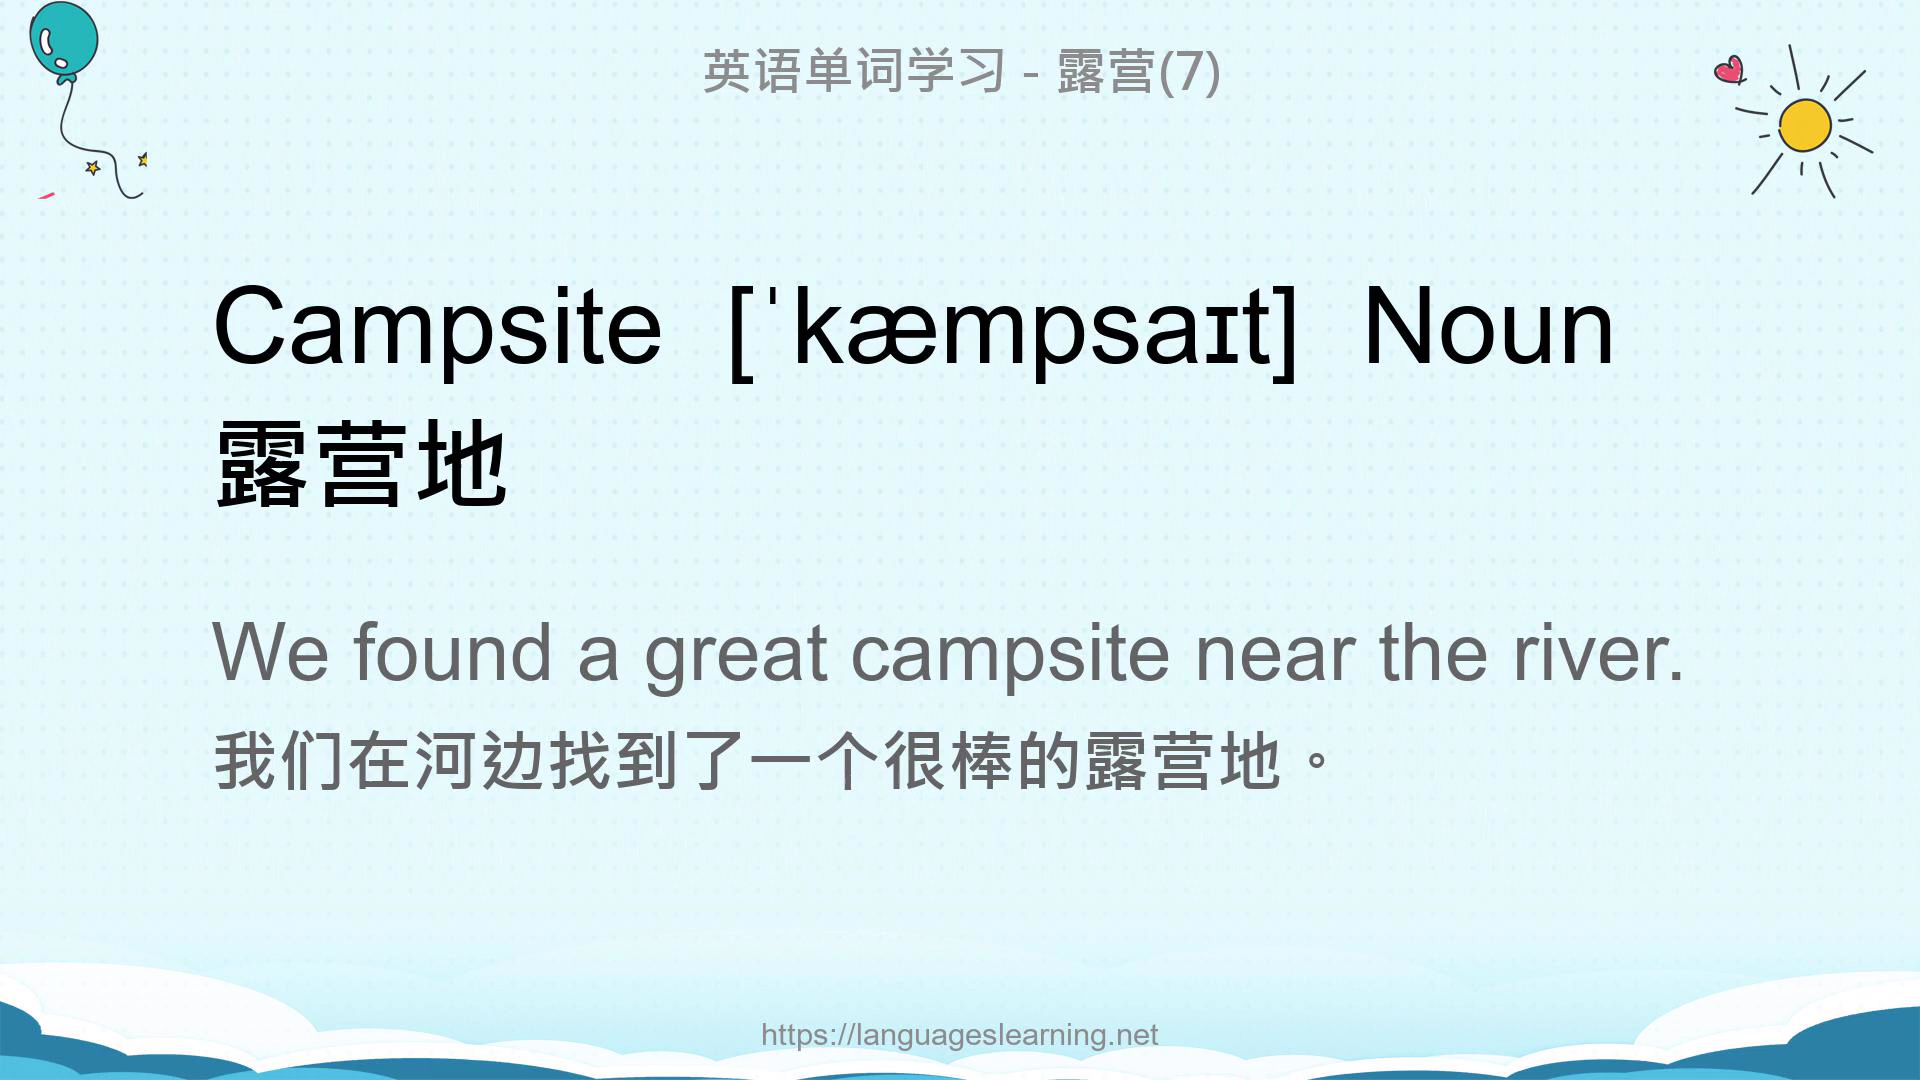 英语单词学习 - 露营(7)
Campsite [ˈkæmpsaɪt] Noun
露营地
We found a great campsite near the river.
我们在河边找到了一个很棒的露营地。
https://languageslearning.net